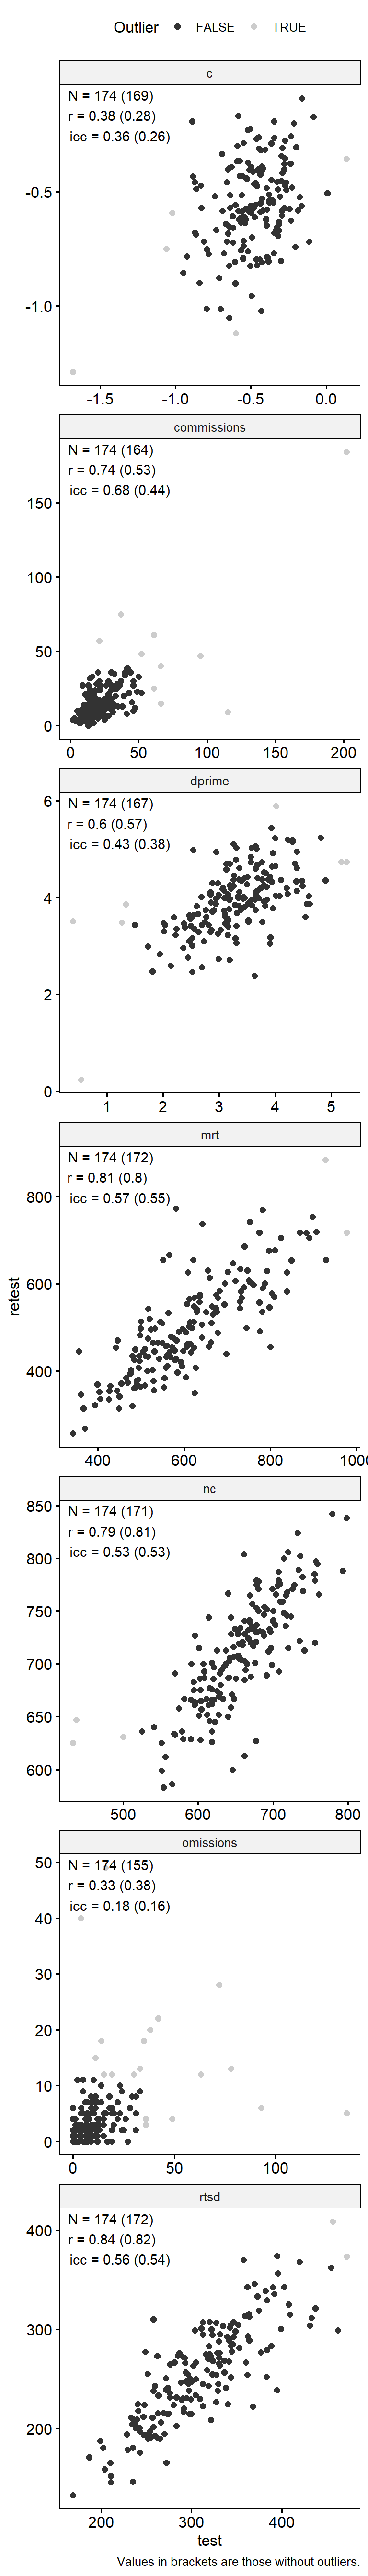 Outlier FALSE TRUE
c
N = 174 (169)
r = 0.38 (0.28)
icc = 0.36 (0.26)
-0.5
-1.0
-1.5 -1.0 -0.5 0.0
commissions
N = 174 (164)
r = 0.74 (0.53)
icc = 0.68 (0.44)
150
100
50
0
0 50 100 150 200
dprime
6
N = 174 (167)
r = 0.6 (0.57)
icc = 0.43 (0.38)
4
2
0
1 2 3 4 5
mrt
N = 174 (172)
r = 0.81 (0.8)
icc = 0.57 (0.55)
800
600
400
400 600 800 1000
retest
nc
850
N = 174 (171)
r = 0.79 (0.81)
icc = 0.53 (0.53)
800
750
700
650
600
500 600 700 800
omissions
50
N = 174 (155)
r = 0.33 (0.38)
icc = 0.18 (0.16)
40
30
20
10
0
0 50 100
rtsd
N = 174 (172)
400
r = 0.84 (0.82)
icc = 0.56 (0.54)
300
200
200 300 400
test
Values in brackets are those without outliers.